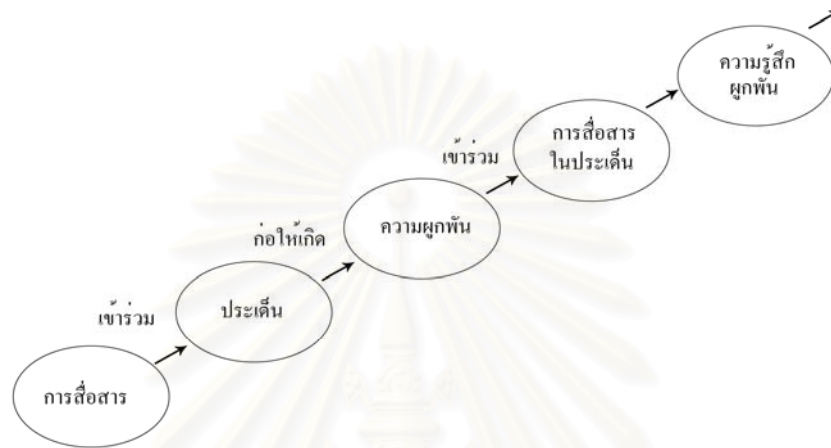 ความรู้สึก
ผูกพัน
การสื่อสาร
ในประเด็น
เข้าร่วม
ความผูกพัน
ก่อให้เกิด
ประเด็น
เข้าร่วม
การสื่อสาร